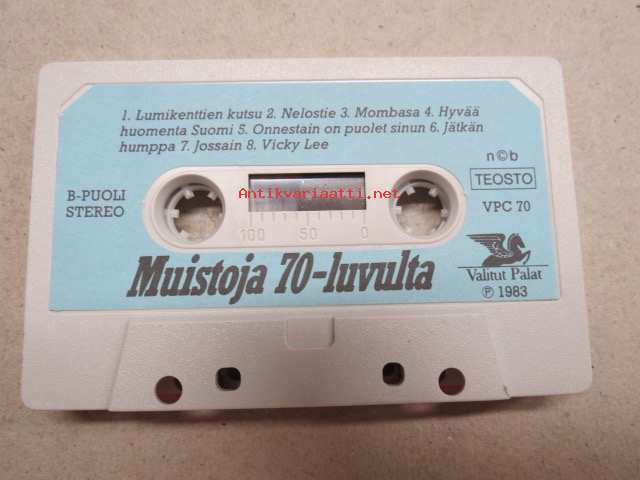 1. Lumikenttien kutsu 2. Nelostie 3. Mombasa 4. Hyvää
huomenta Suomi 5. Onnestain on puolet sinun 6. Jätkän
humppa 7. Jossain 8. Vicky Lee
n©b
B-PUOLI
STEREO
Antikvariaatti.net
TEOSTO
VPC 70
100 50 0
Muistoja 70-luvulta
Valitut Palat
℗ 1983